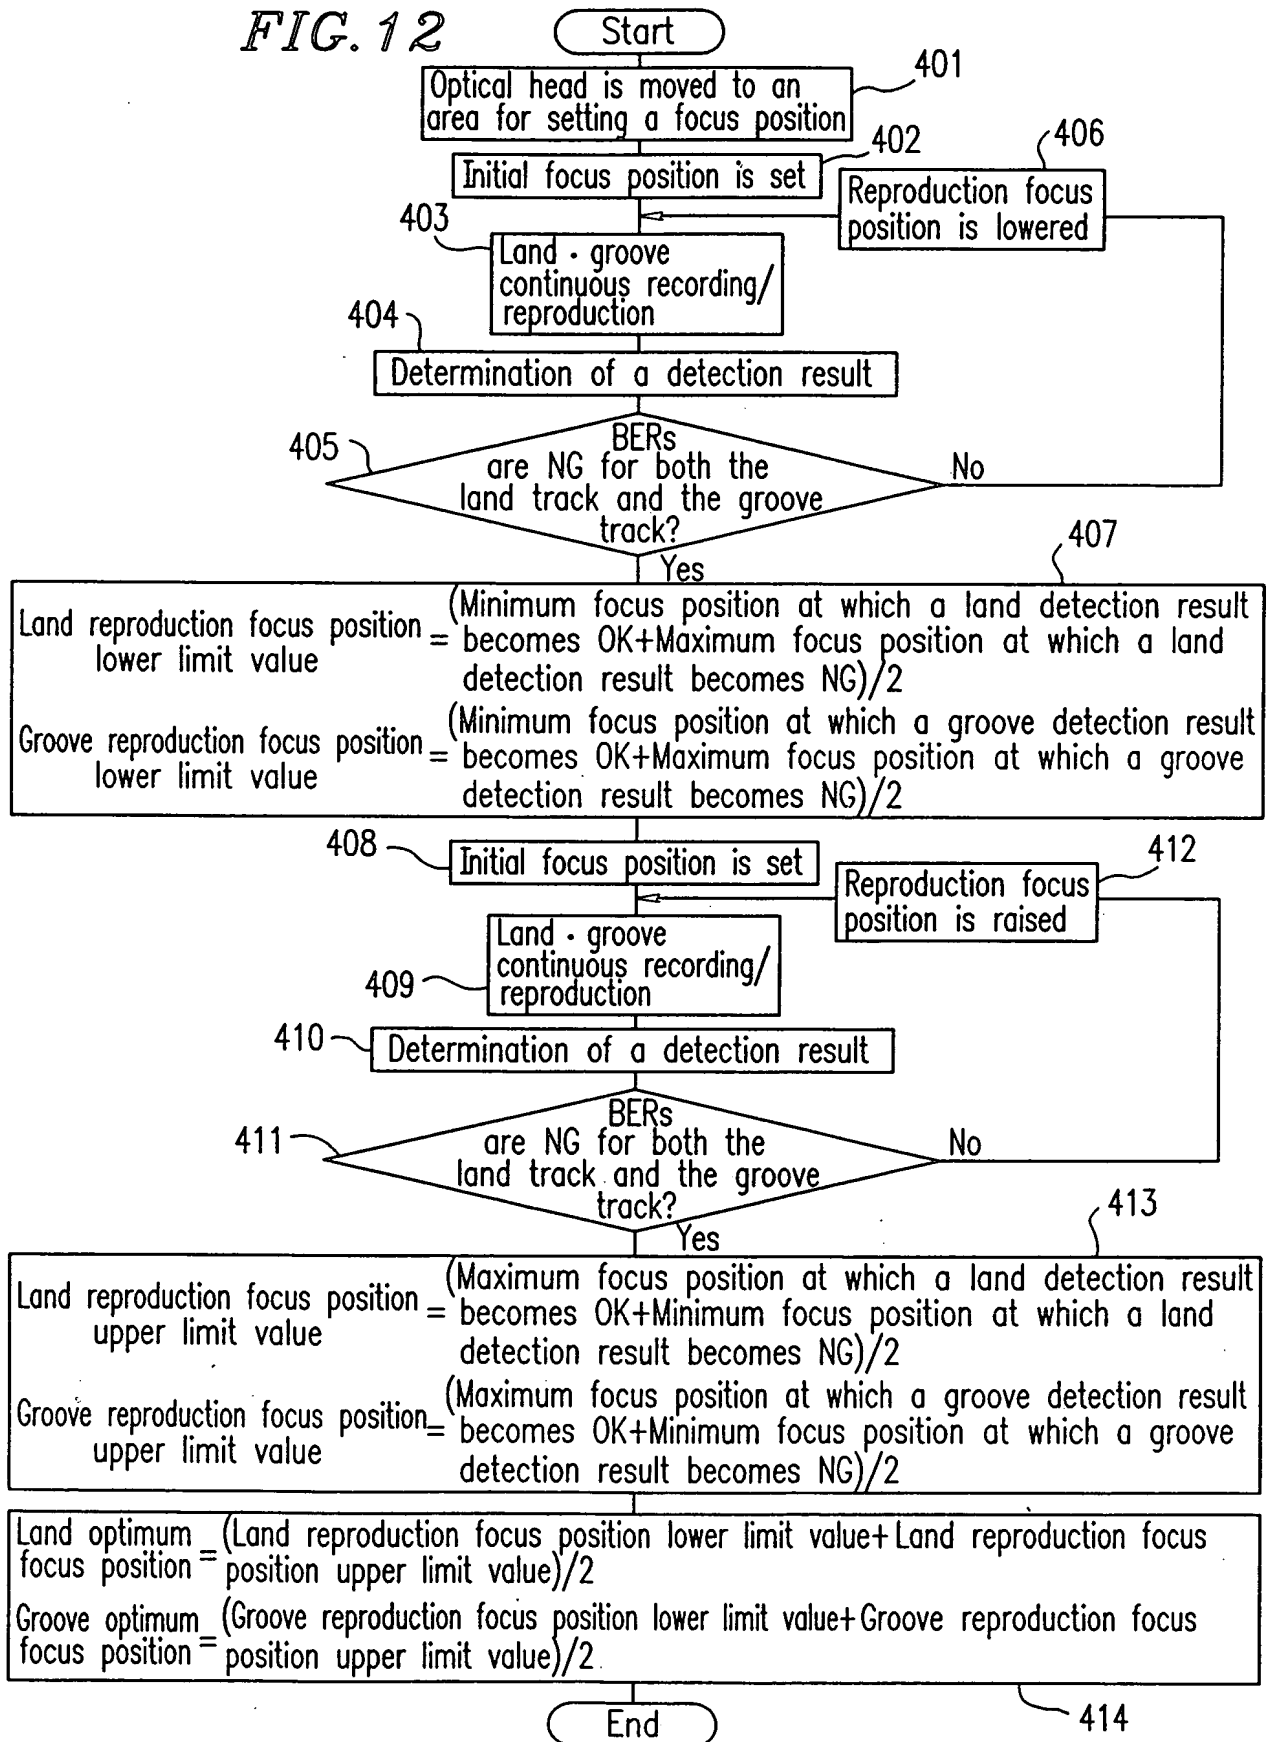 FIG. 12
Start
401
Optical head is moved to an
area for setting a focus position
402
Initial focus position is set
406
Reproduction focus
position is lowered
403
Land · groove
continuous recording/
reproduction
404
Determination of a detection result
405
BERs
are NG for both the
land track and the groove
track?
No
Yes
407
Land reproduction focus position
lower limit value
=
(Minimum focus position at which a land detection result
becomes OK+Maximum focus position at which a land
detection result becomes NG)/2
Groove reproduction focus position
lower limit value
=
(Minimum focus position at which a groove detection result
becomes OK+Maximum focus position at which a groove
detection result becomes NG)/2
408
Initial focus position is set
412
Reproduction focus
position is raised
409
Land · groove
continuous recording/
reproduction
410
Determination of a detection result
411
BERs
are NG for both the
land track and the groove
track?
No
Yes
413
Land reproduction focus position
upper limit value
=
(Maximum focus position at which a land detection result
becomes OK+Minimum focus position at which a land
detection result becomes NG)/2
Groove reproduction focus position
upper limit value
=
(Maximum focus position at which a groove detection result
becomes OK+Minimum focus position at which a groove
detection result becomes NG)/2
Land optimum
focus position
=
(Land reproduction focus position lower limit value+Land reproduction focus
position upper limit value)/2
Groove optimum
focus position
=
(Groove reproduction focus position lower limit value+Groove reproduction focus
position upper limit value)/2
414
End